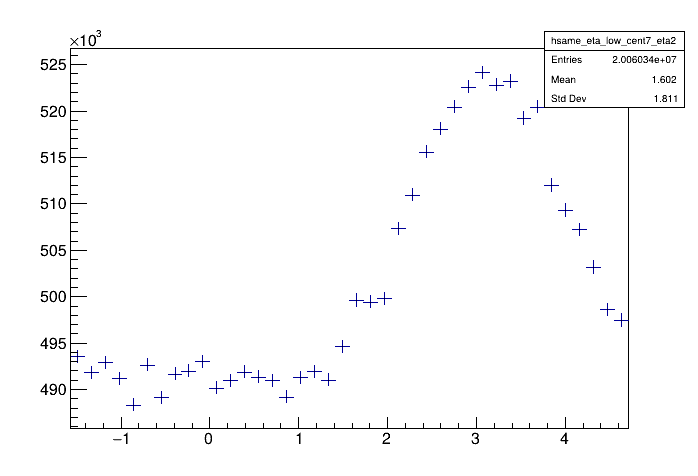 ×10³
hsame_eta_low_cent7_eta2
Entries 2.006034e+07
Mean 1.602
Std Dev 1.811
525
520
515
510
505
500
495
490
−1 0 1 2 3 4